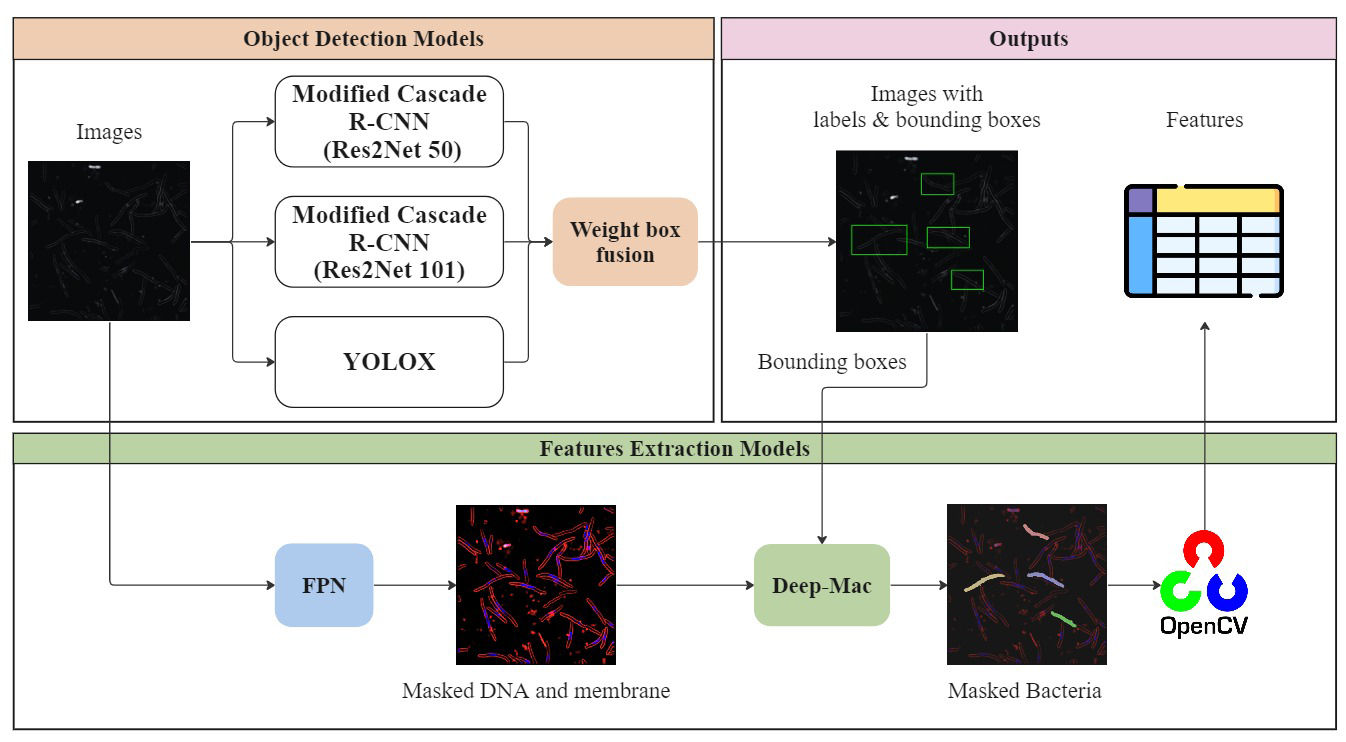 Object Detection Models
Images
Modified Cascade
R-CNN
(Res2Net 50)
Modified Cascade
R-CNN
(Res2Net 101)
YOLOX
Weight box
fusion
Outputs
Images with
labels & bounding boxes
Features
Bounding boxes
Features Extraction Models
FPN
Masked DNA and membrane
Deep-Mac
Masked Bacteria
OpenCV